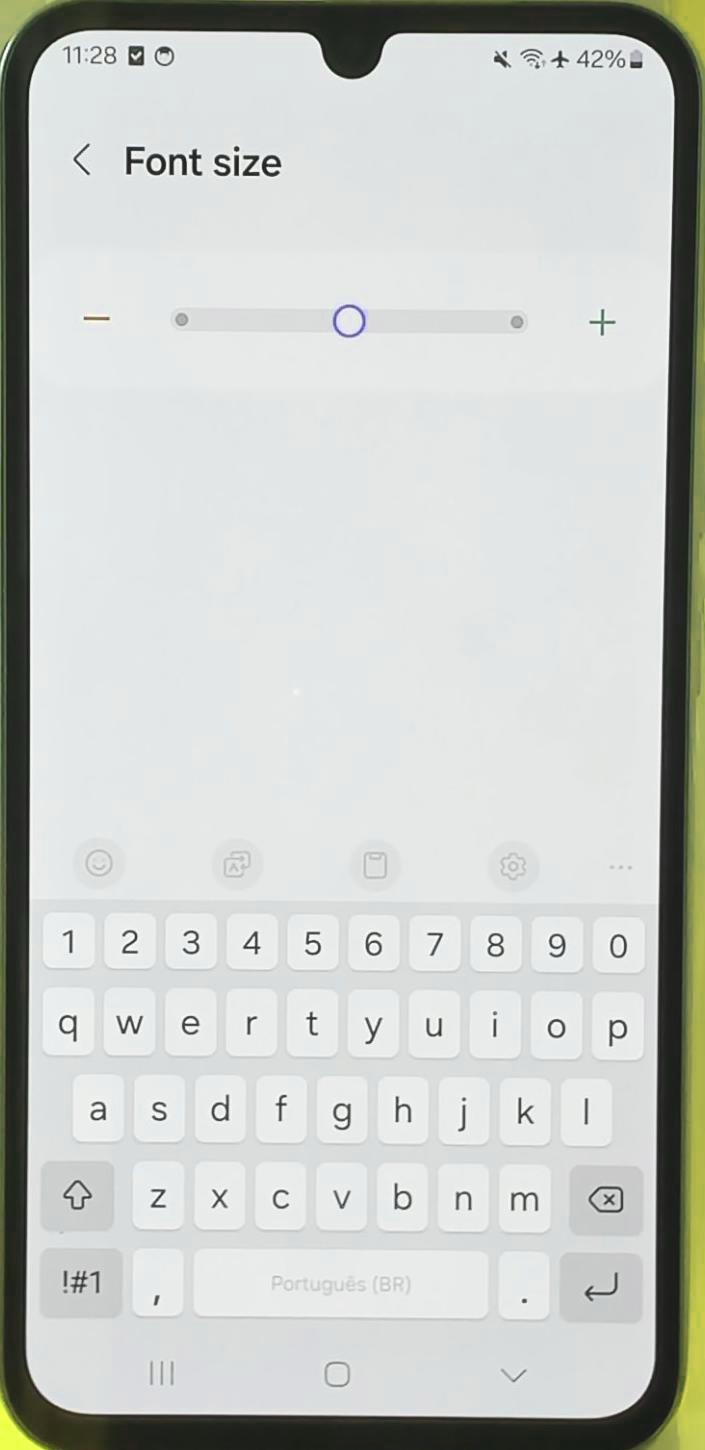 11:28
42%
Font size
1 2 3 4 5 6 7 8 9 0
q w e r t y u i o p
a s d f g h j k l
z x c v b n m
!#1 , Português (BR) .